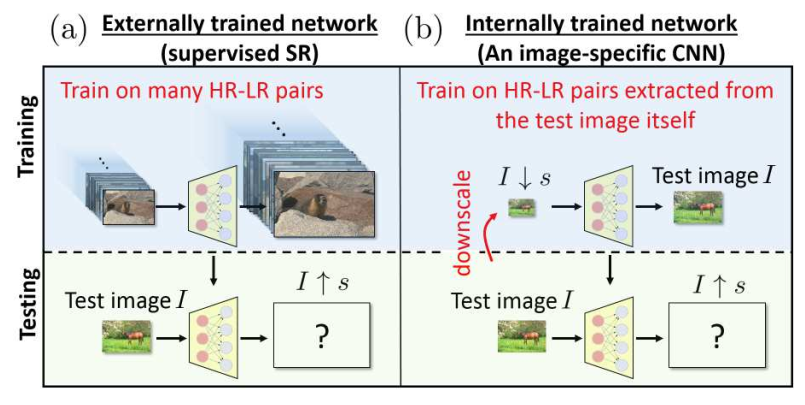 (a) Externally trained network
(supervised SR)
(b) Internally trained network
(An image-specific CNN)
Training
Train on many HR-LR pairs
Train on HR-LR pairs extracted from
the test image itself
I ↓ s
Test image I
downscale
Testing
Test image I
I ↑ s
?
Test image I
I ↑ s
?